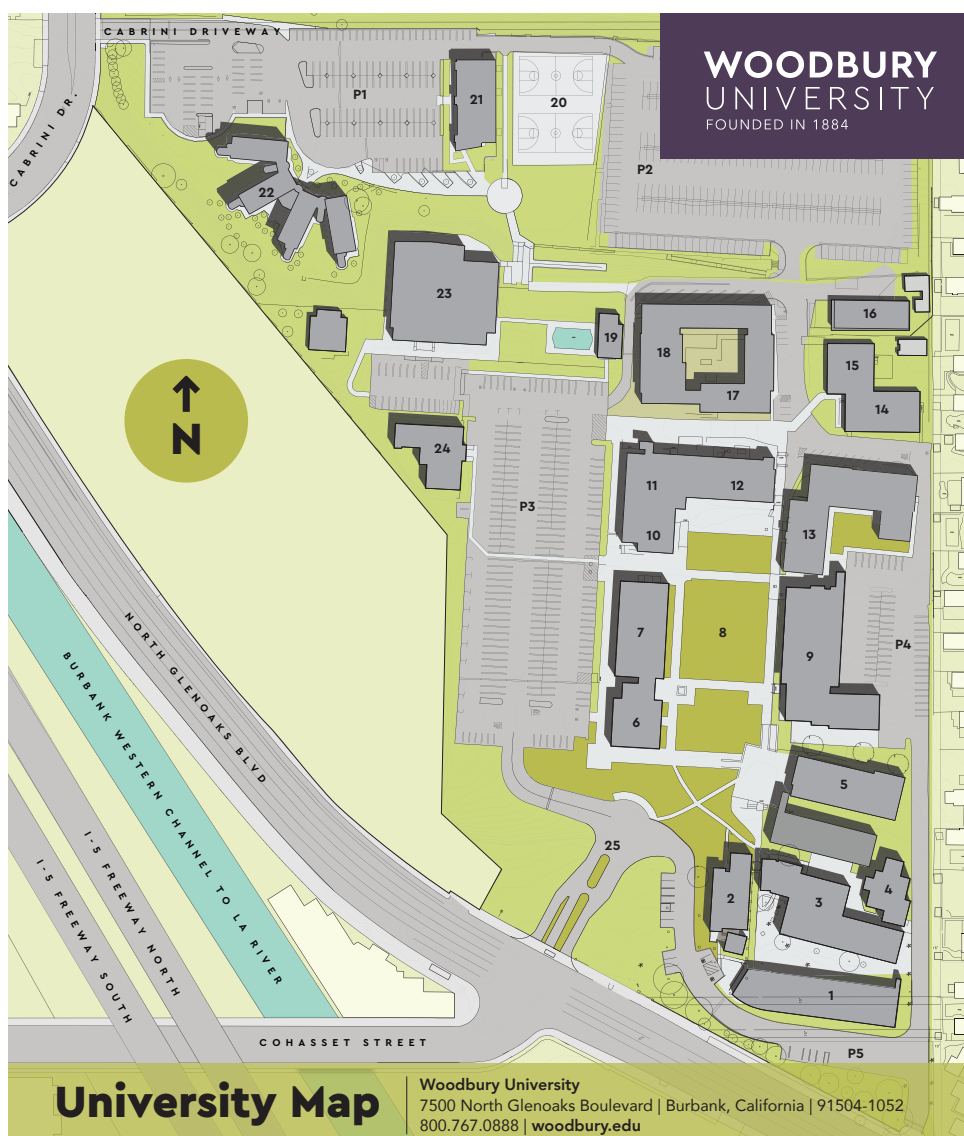 CABRINI DRIVEWAY
WOODBURY
UNIVERSITY
FOUNDED IN 1884
CABRINI DR.
P1
21
20
P2
22
23
19
18
17
16
15
14
N
24
P3
11
12
10
13
7
8
9
P4
6
5
NORTH GLENOAKS BLVD
BURBANK WESTERN CHANNEL TO LA RIVER
I-5 FREEWAY NORTH
I-5 FREEWAY SOUTH
25
2
3
4
1
COHASSET STREET
P5
University Map
Woodbury University
7500 North Glenoaks Boulevard | Burbank, California | 91504-1052
800.767.0888 | woodbury.edu